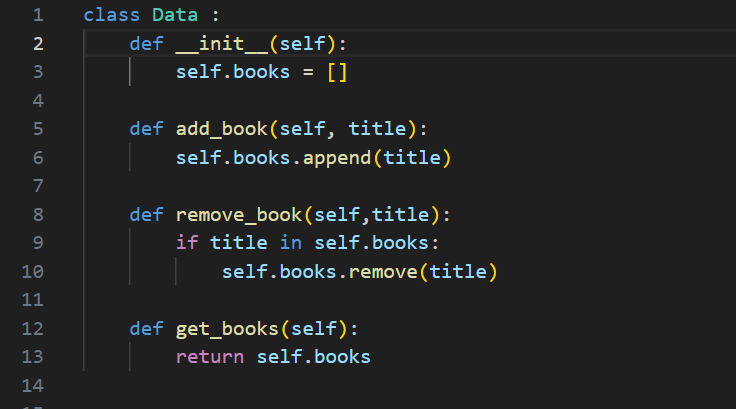 1 class Data :
2     def __init__(self):
3         self.books = []
4
5     def add_book(self, title):
6         self.books.append(title)
7
8     def remove_book(self,title):
9         if title in self.books:
10             self.books.remove(title)
11
12     def get_books(self):
13         return self.books
14